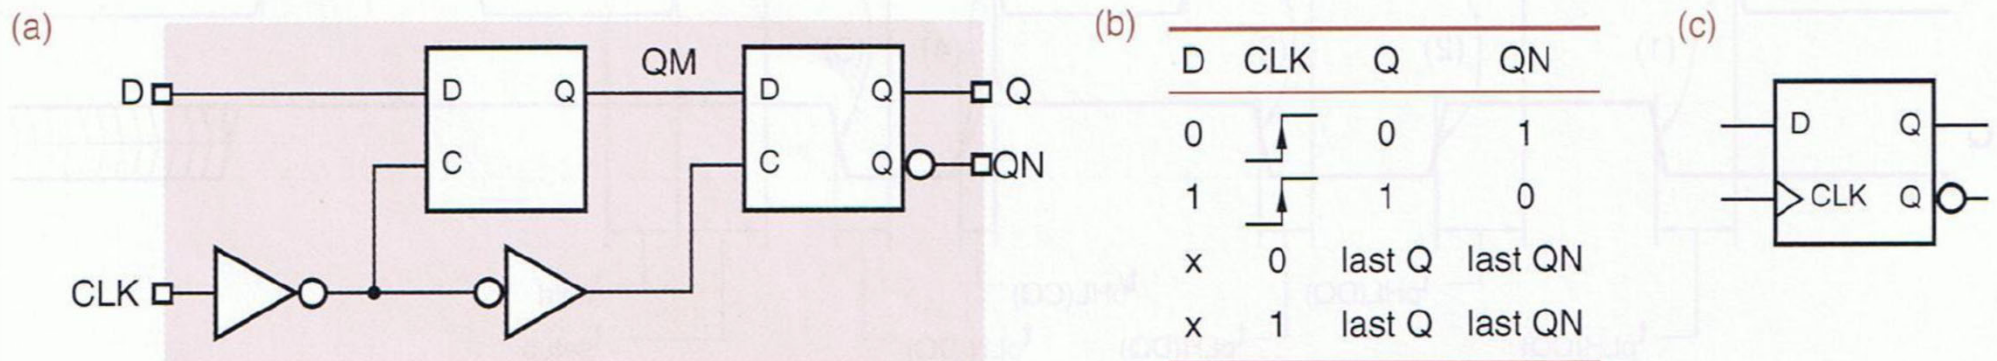 (a)
D
D Q
C
QM
D Q
C Q
Q
QN
CLK
(b)
D CLK Q QN
0 0 1
1 1 0
x 0 last Q last QN
x 1 last Q last QN
(c)
D Q
CLK Q